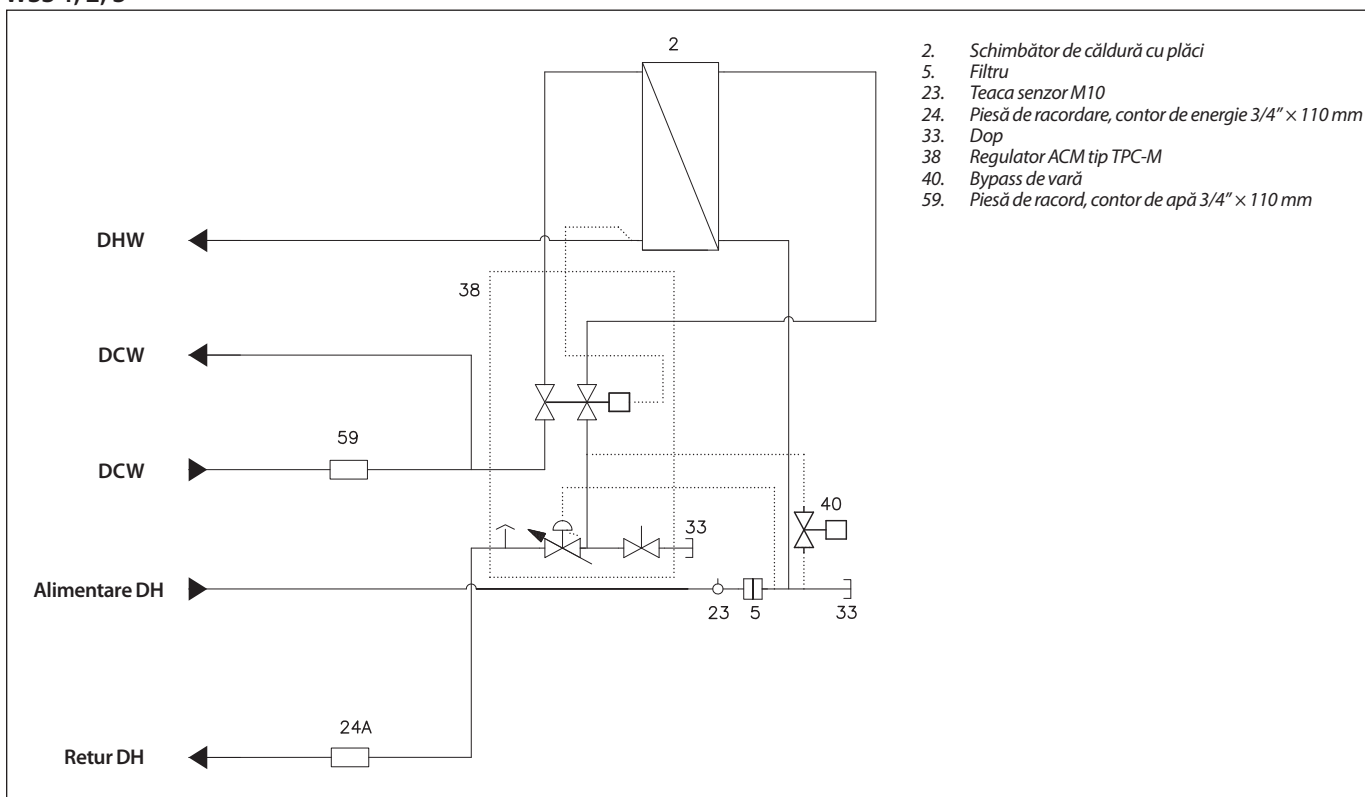 2
2. Schimbător de căldură cu plăci
5. Filtru
23. Teaca senzor M10
24. Piesă de racordare, contor de energie 3/4" × 110 mm
33. Dop
38 Regulator ACM tip TPC-M
40. Bypass de vară
59. Piesă de racord, contor de apă 3/4" × 110 mm
DHW
38
DCW
59
DCW
40
33
Alimentare DH
23 5 33
24A
Retur DH